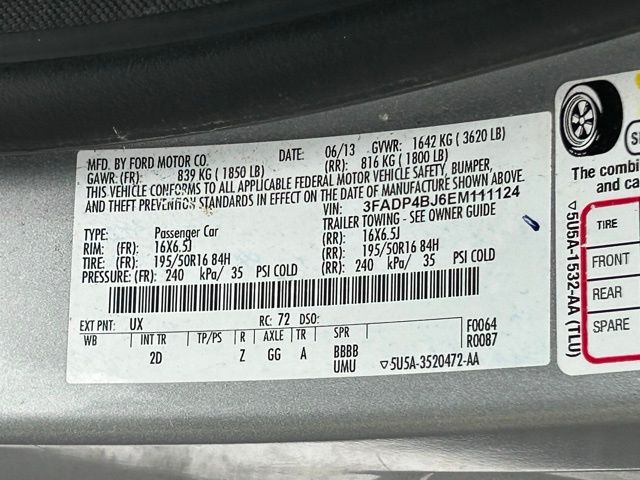 MFD. BY FORD MOTOR CO. DATE: 06/13 GVWR: 1642 KG ( 3620 LB)
GAWR: (FR): 839 KG ( 1850 LB) (RR): 816 KG ( 1800 LB)
THIS VEHICLE CONFORMS TO ALL APPLICABLE FEDERAL MOTOR VEHICLE SAFETY, BUMPER,
AND THEFT PREVENTION STANDARDS IN EFFECT ON THE DATE OF MANUFACTURE SHOWN ABOVE.
VIN: 3FADP4BJ6EM111124
TYPE: Passenger Car TRAILER TOWING - SEE OWNER GUIDE
RIM: (FR): 16X6.5J (RR): 16X6.5J
TIRE: (FR): 195/50R16 84H (RR): 195/50R16 84H
PRESSURE: (FR): 240 kPa/ 35 PSI COLD (RR): 240 kPa/ 35 PSI COLD
EXT PNT: UX RC: 72 DSO:
WB INT TR TP/PS R AXLE TR SPR
2D Z GG A BBBB
UMU
F0064
R0087
▽5U5A-3520472-AA
The combi
and ca
TIRE
FRONT
REAR
SPARE
▽5U5A-1532-AA (TLU)